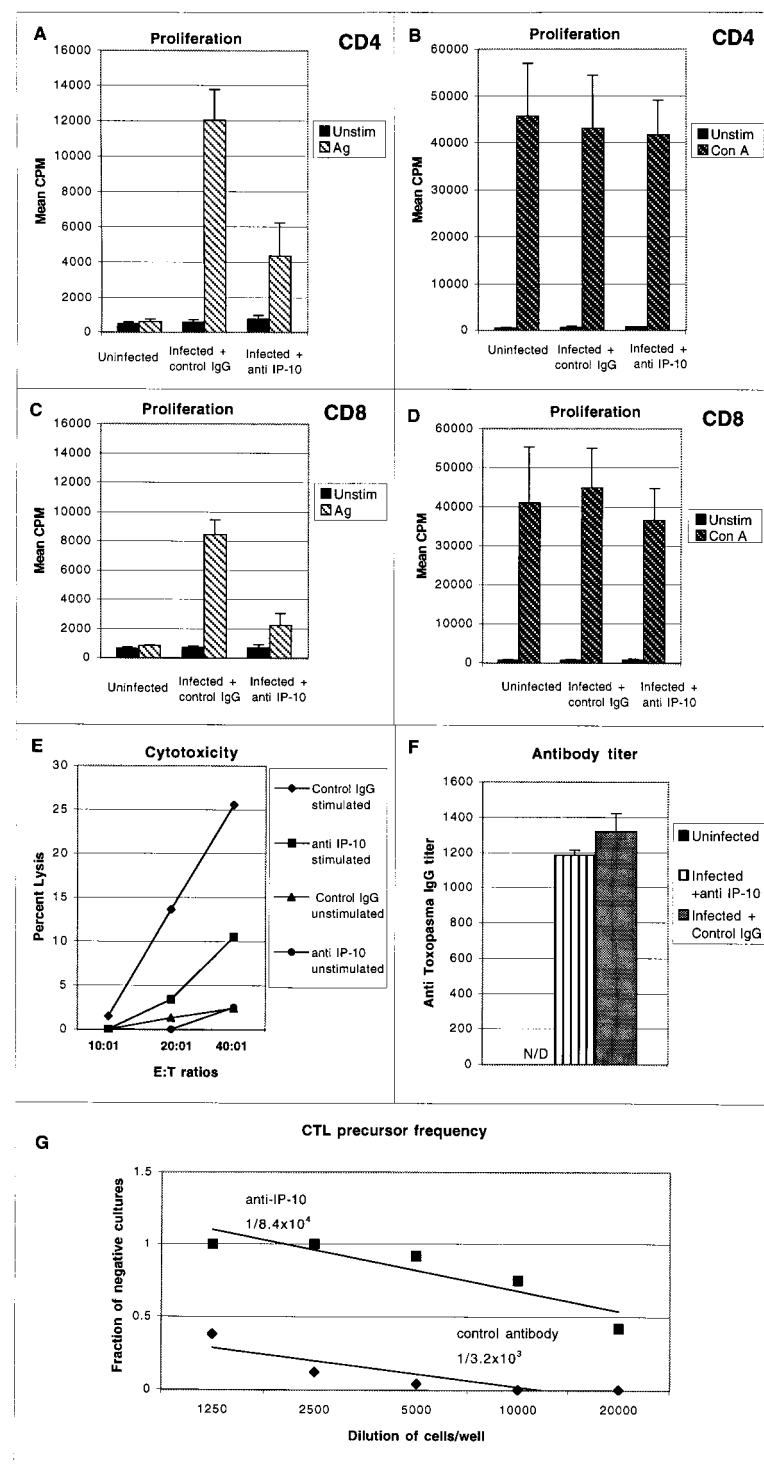 A
Proliferation
CD4
16000
14000
12000
10000
8000
6000
4000
2000
0
Mean CPM
Unstim
Ag
Uninfected
Infected +
control IgG
Infected +
anti IP-10
B
Proliferation
CD4
60000
50000
40000
30000
20000
10000
0
Mean CPM
Unstim
Con A
Uninfected
Infected +
control IgG
Infected +
anti IP-10
C
Proliferation
CD8
16000
14000
12000
10000
8000
6000
4000
2000
0
Mean CPM
Unstim
Ag
Uninfected
Infected +
control IgG
Infected +
anti IP-10
D
Proliferation
CD8
60000
50000
40000
30000
20000
10000
0
Mean CPM
Unstim
Con A
Uninfected
Infected +
control IgG
Infected +
anti IP-10
E
Cytotoxicity
30
25
20
15
10
5
0
Percent Lysis
10:01
20:01
40:01
E:T ratios
Control IgG
stimulated
anti IP-10
stimulated
Control IgG
unstimulated
anti IP-10
unstimulated
F
Antibody titer
1600
1400
1200
1000
800
600
400
200
0
Anti Toxopasma IgG titer
N/D
Uninfected
Infected
+anti IP-10
Infected +
Control IgG
G
CTL precursor frequency
1.5
1
0.5
0
Fraction of negative cultures
anti-IP-10
1/8.4x10⁴
control antibody
1/3.2x10³
1250
2500
5000
10000
20000
Dilution of cells/well